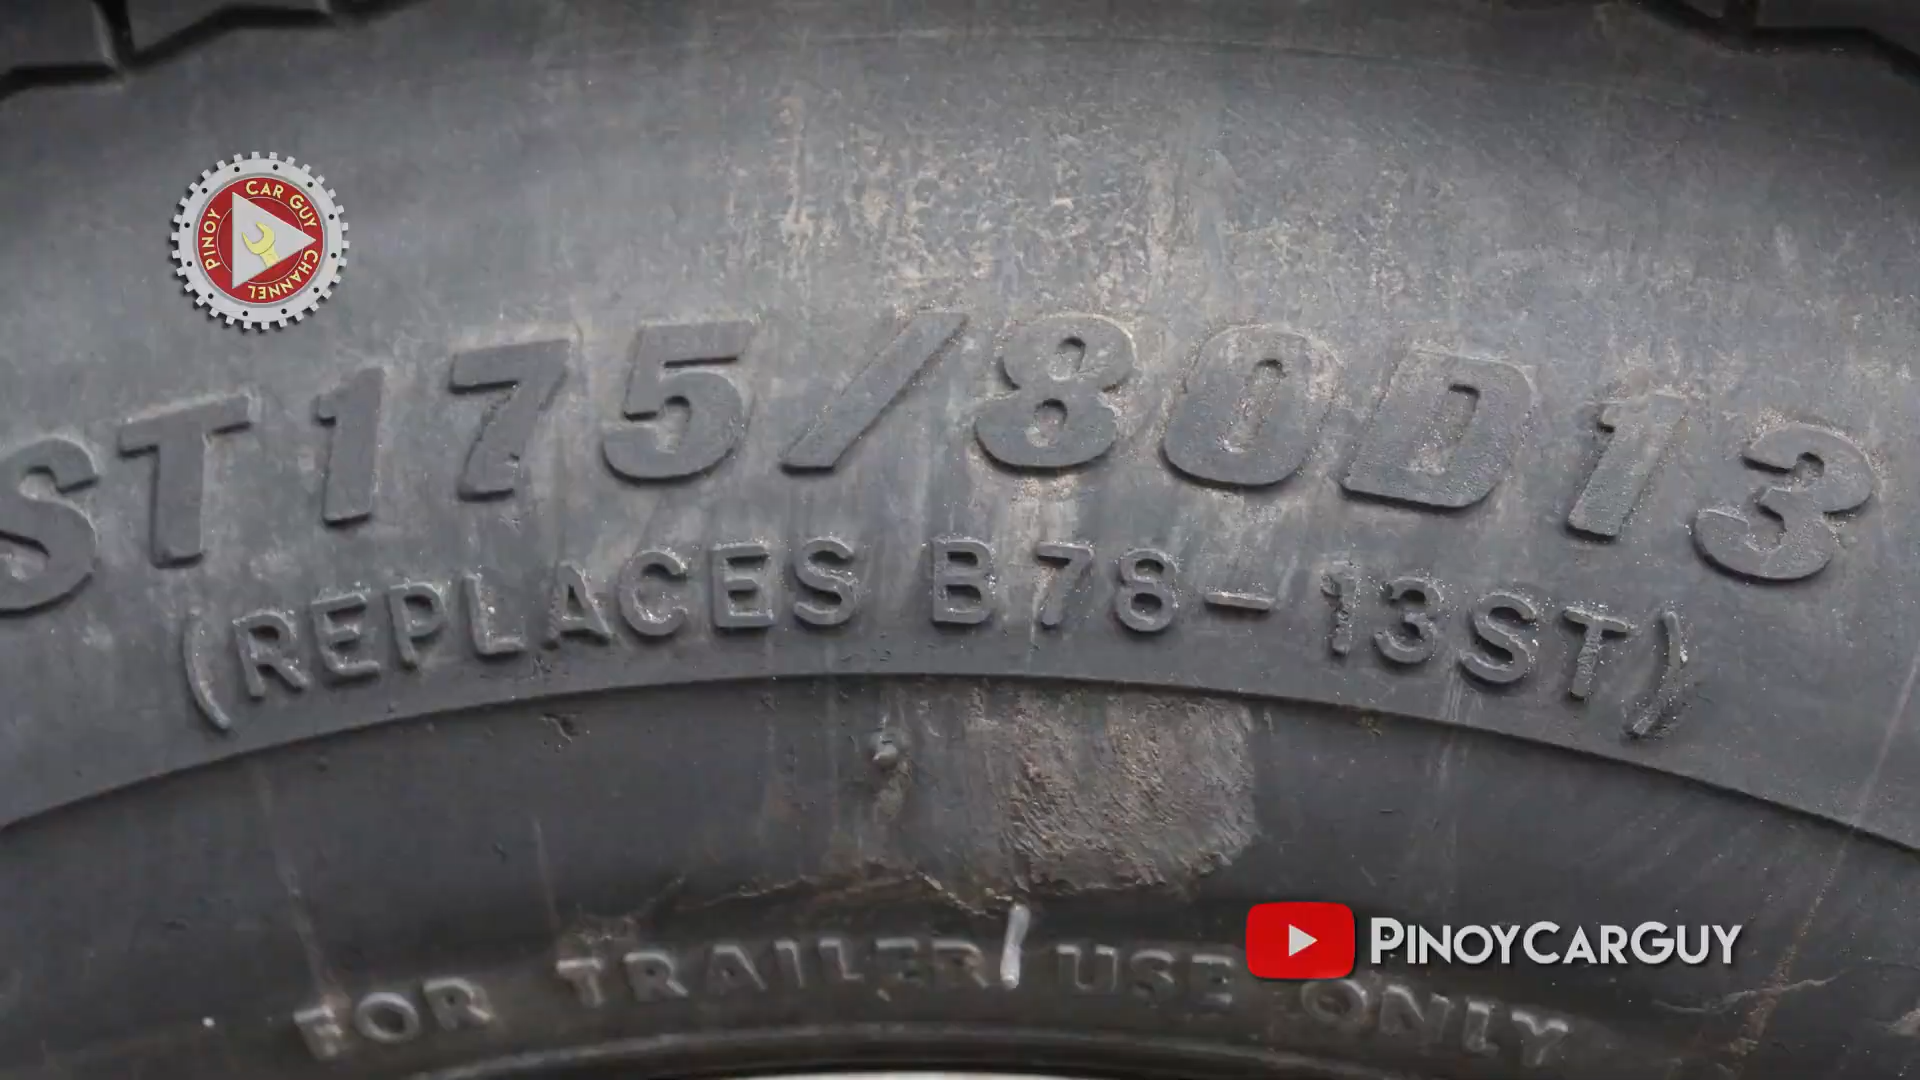 PINOY CAR GUY CHANNEL
ST175/80D13
(REPLACES B78-13ST)
FOR TRAILER USE ONLY
PINOYCARGUY